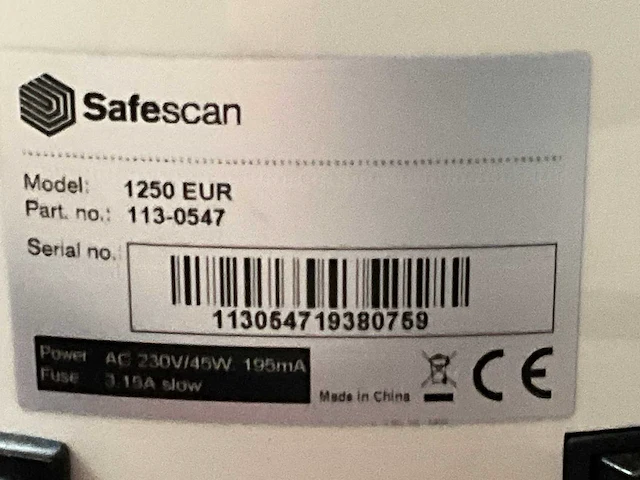 Safescan
Model: 1250 EUR
Part. no.: 113-0547
Serial no.
113054719380759
Power AC 230V/45W 195mA
Fuse 3.15A slow
Made in China
CE